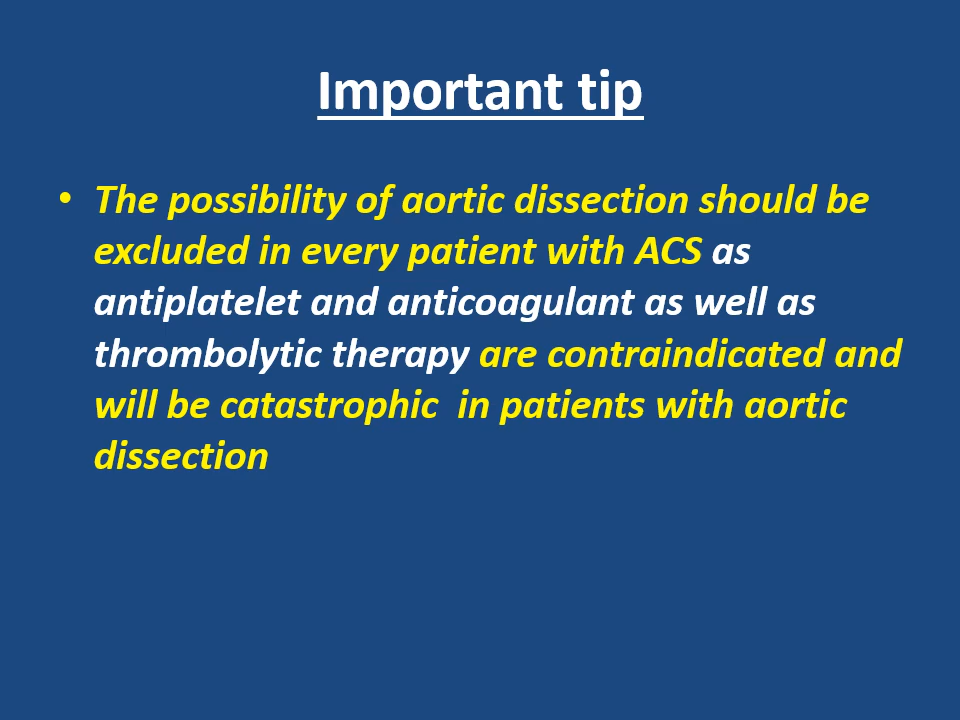 Important tip
• The possibility of aortic dissection should be
excluded in every patient with ACS as
antiplatelet and anticoagulant as well as
thrombolytic therapy are contraindicated and
will be catastrophic  in patients with aortic
dissection